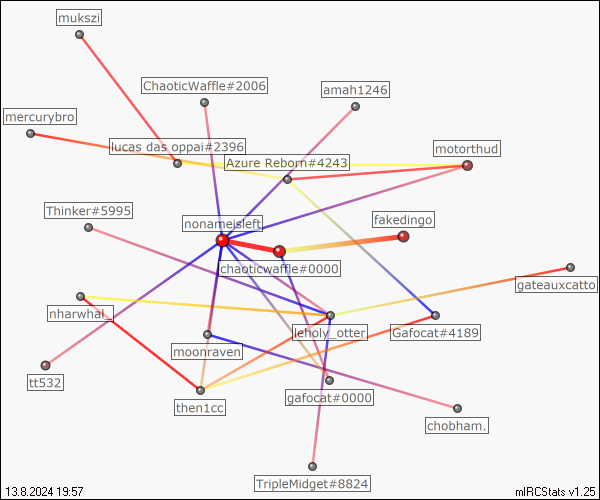 mukszi
ChaoticWaffle#2006
amah1246
mercurybro
lucas das oppai#2396
motorthud
Azure Reborn#4243
Thinker#5995
nonameisleft
fakedingo
chaoticwaffle#0000
gateauxcatto
nharwhal_
leholy_otter
Gafocat#4189
moonraven
tt532
gafocat#0000
then1cc
chobham.
TripleMidget#8824
13.8.2024 19:57
mIRCStats v1.25